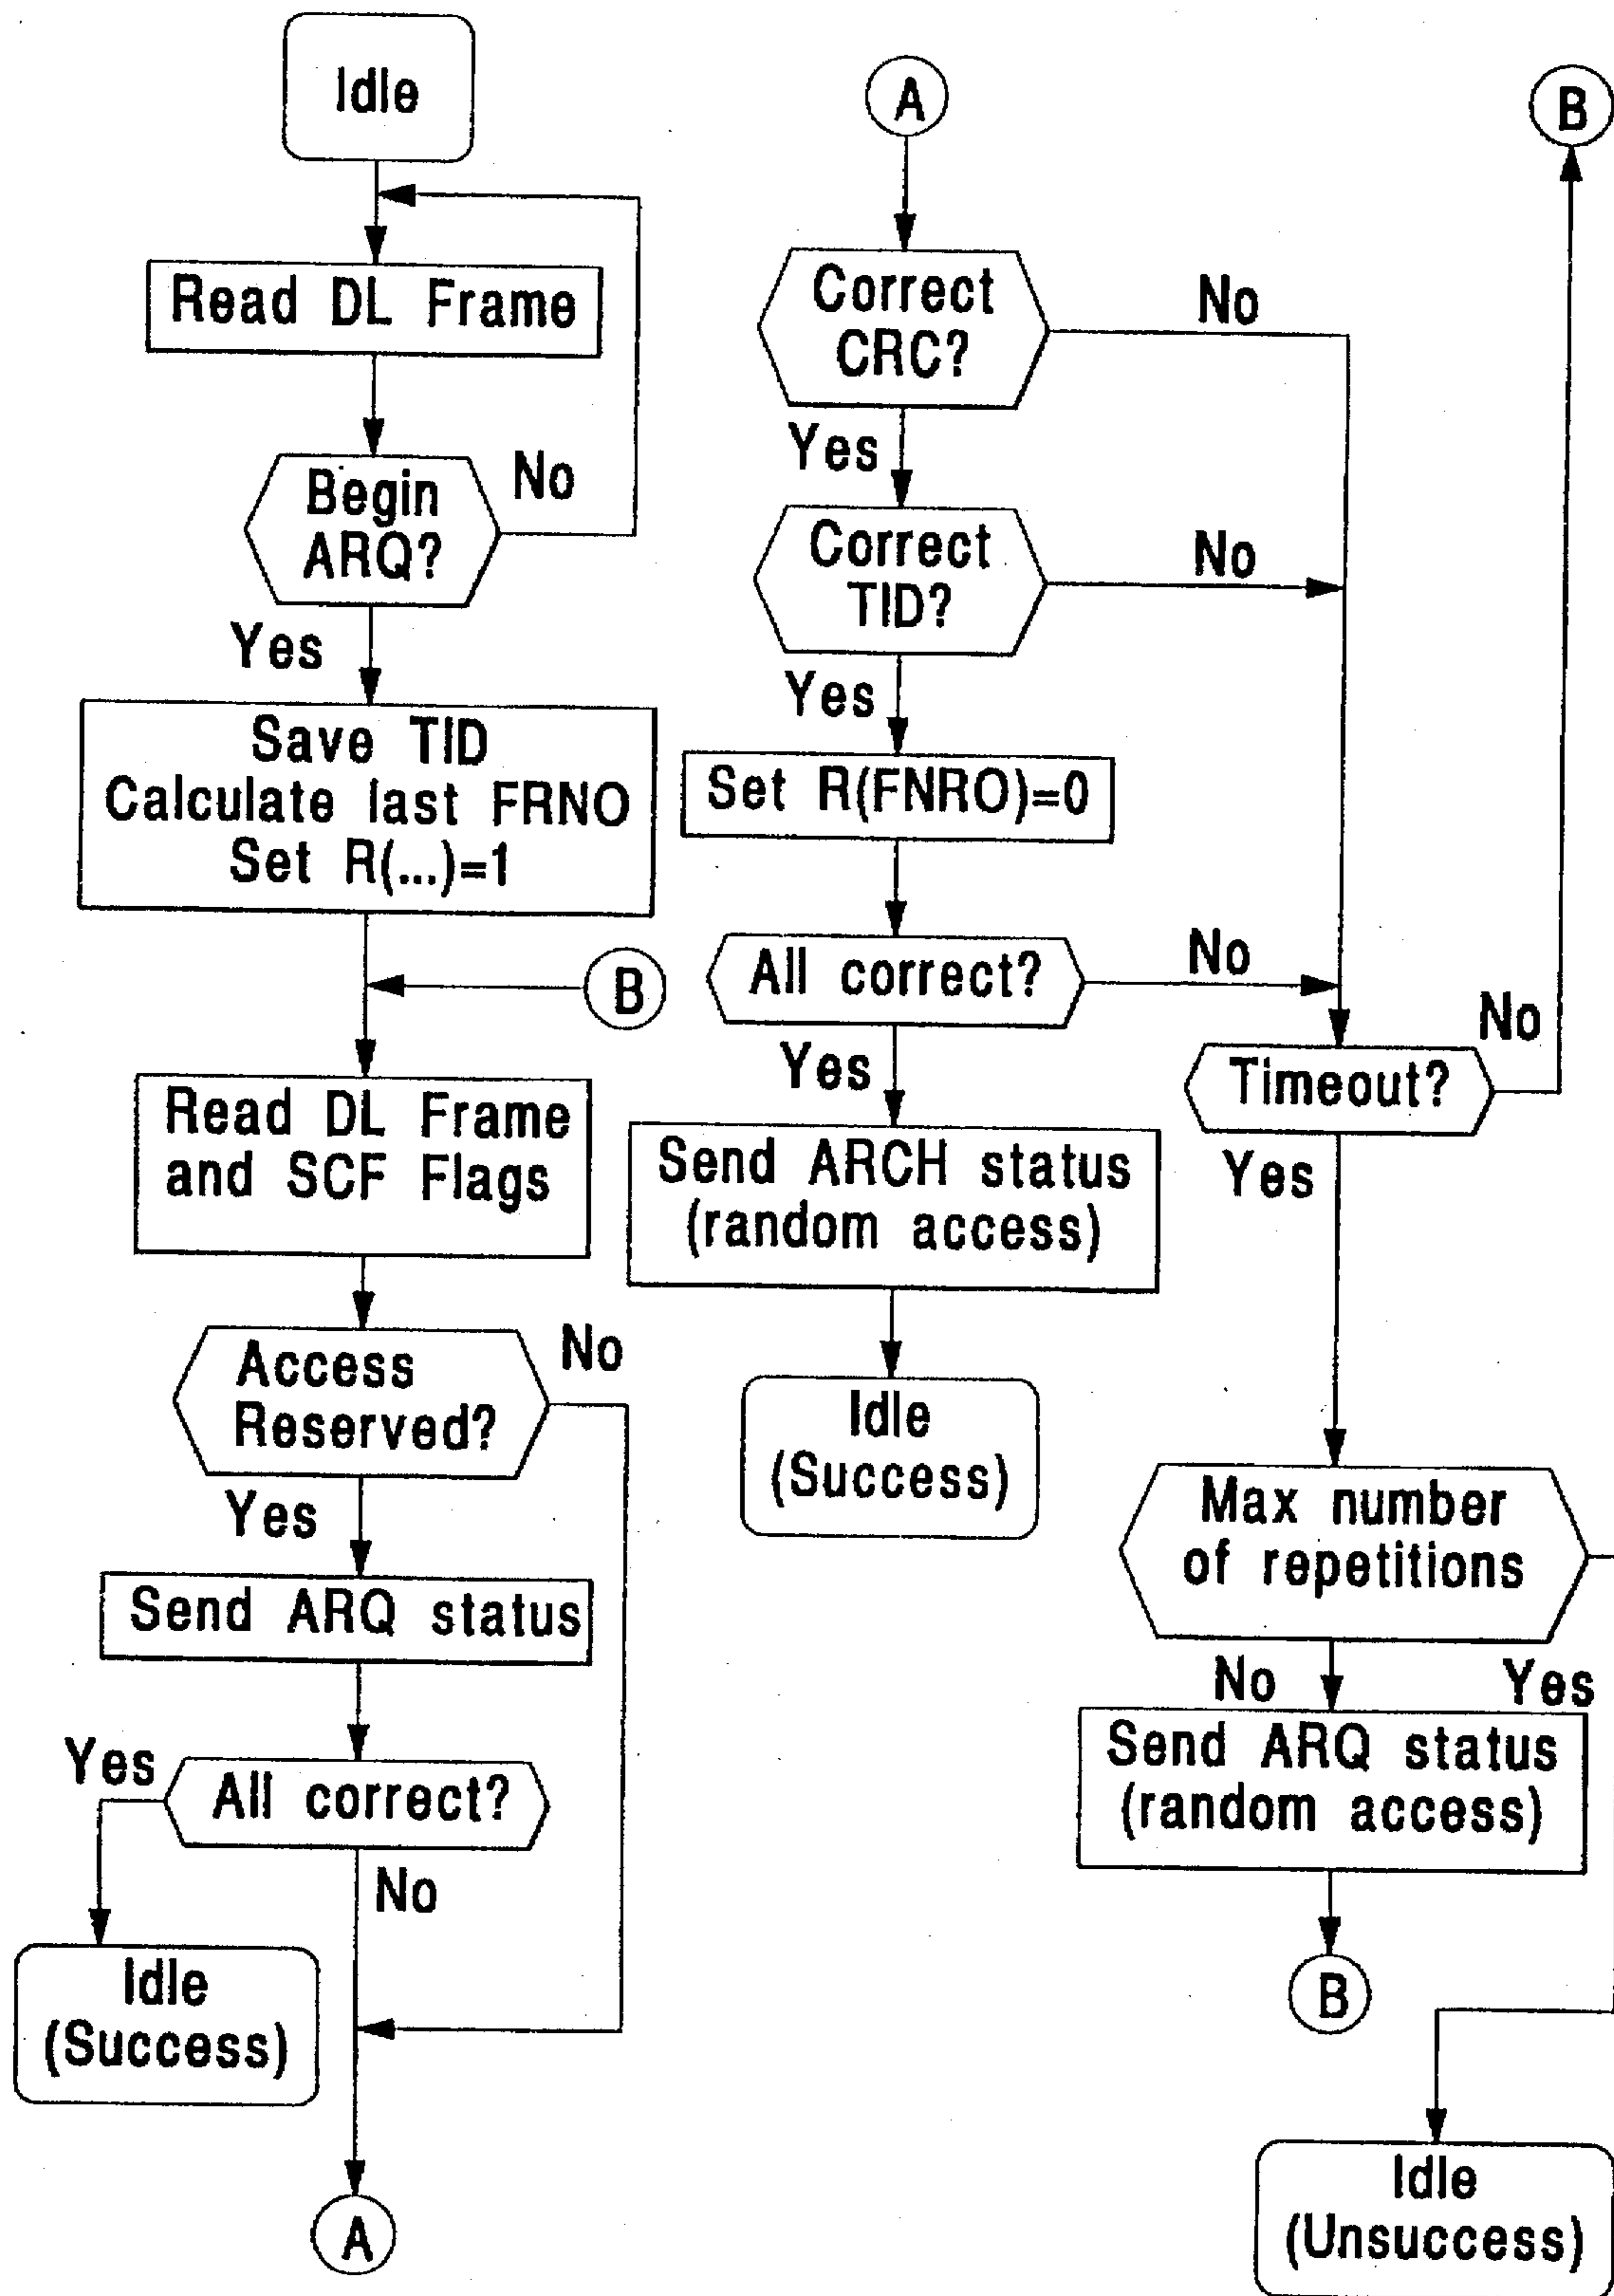 Idle
Read DL Frame
Begin
ARQ?
No
Yes
Save TID
Calculate last FRNO
Set R(...)=1
B
Read DL Frame
and SCF Flags
Access
Reserved?
No
Yes
Send ARQ status
All correct?
Yes
No
Idle
(Success)
A
A
Correct
CRC?
No
Yes
Correct
TID?
No
Yes
Set R(FNRO)=0
All correct?
No
Yes
Send ARCH status
(random access)
Idle
(Success)
B
Timeout?
No
Yes
Max number
of repetitions
No
Yes
Send ARQ status
(random access)
B
Idle
(Unsuccess)